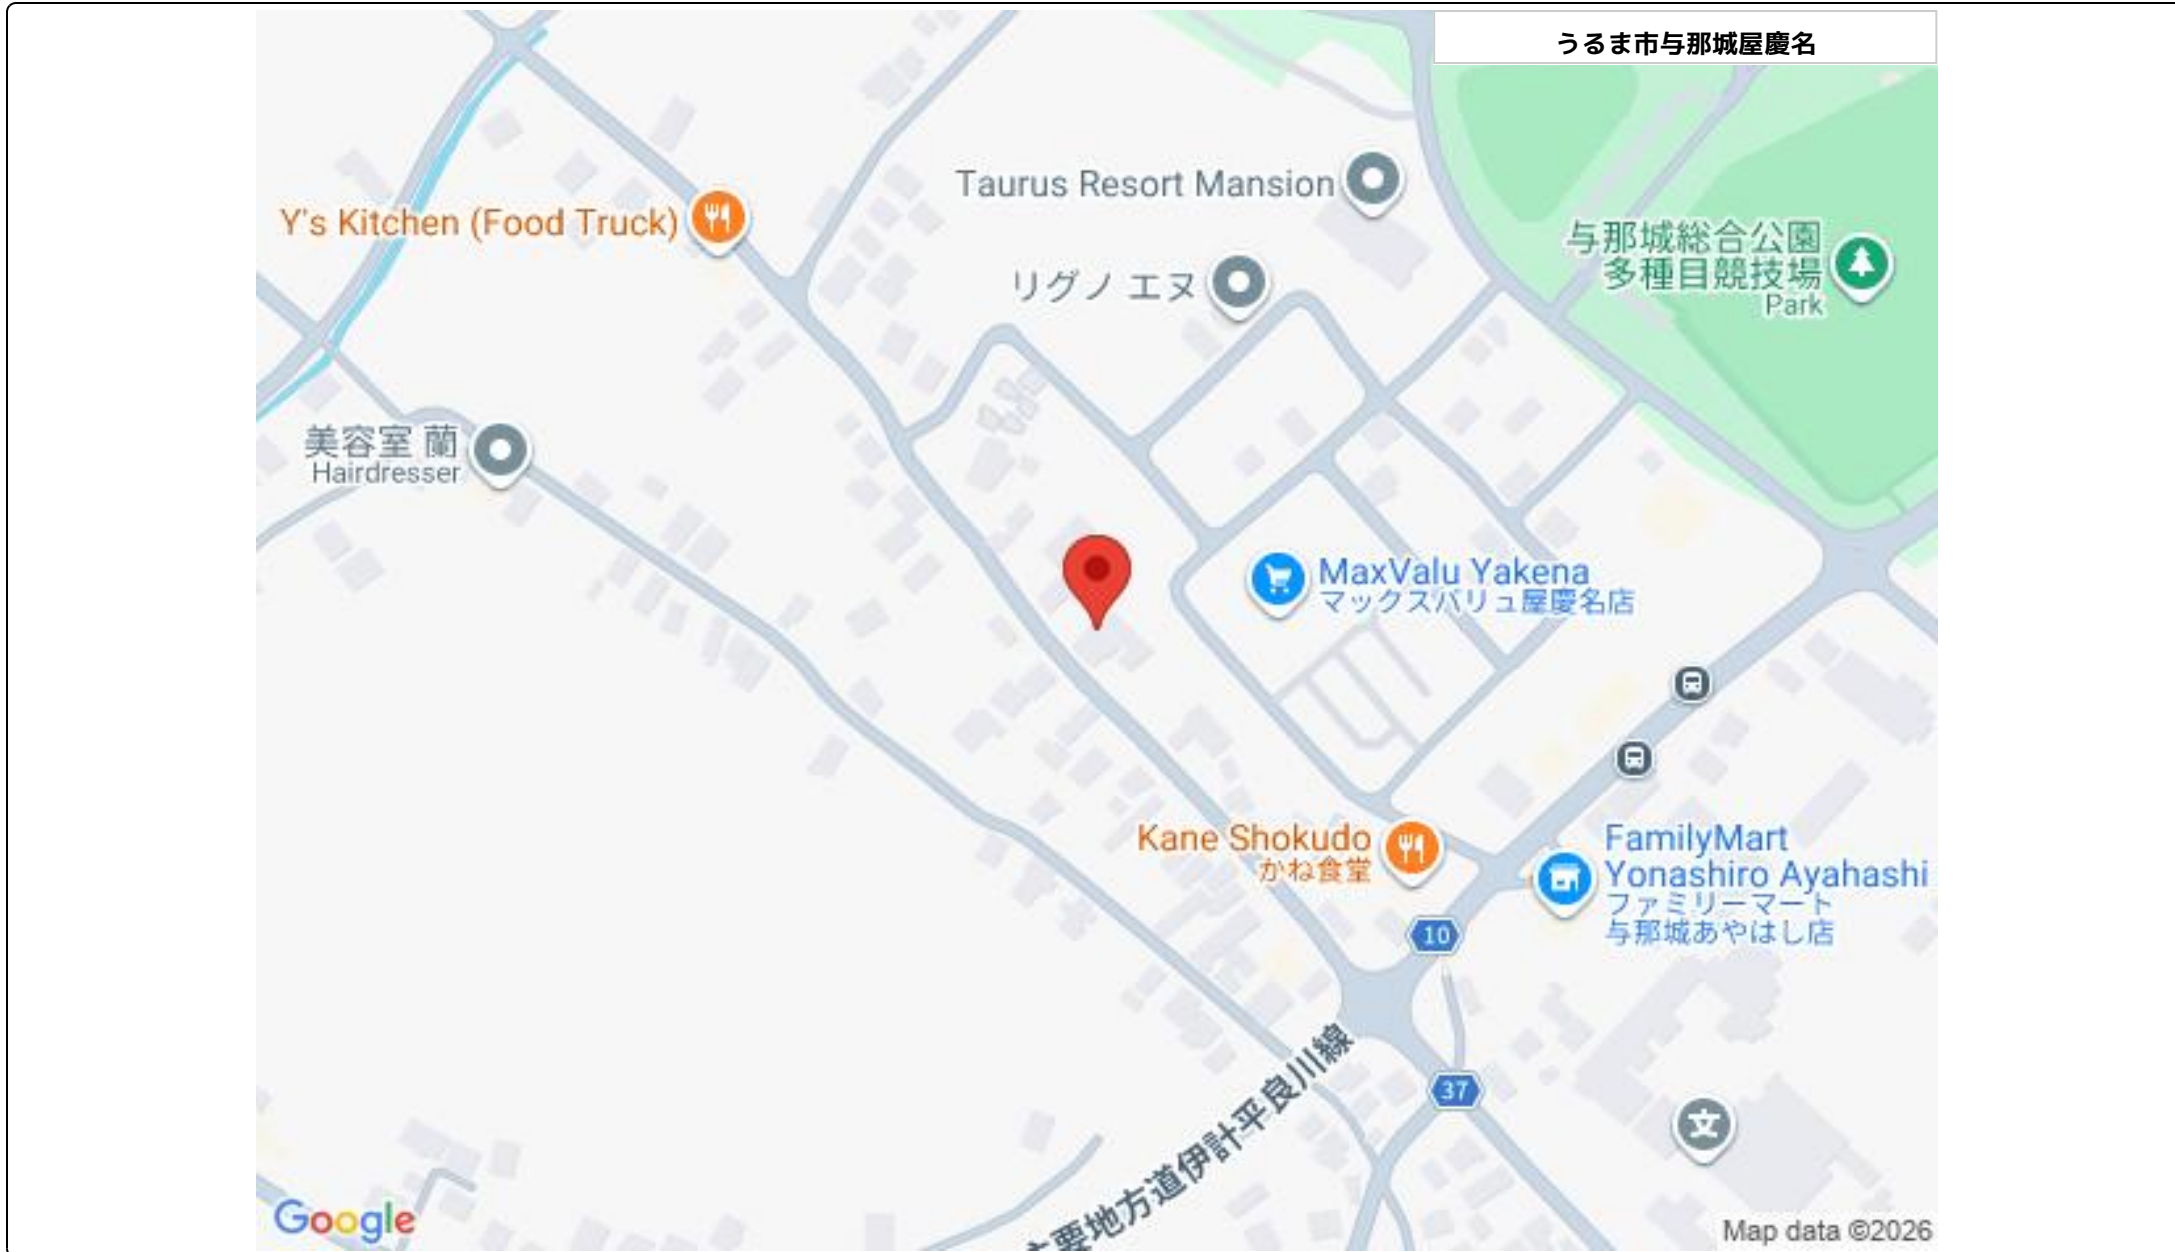 うるま市与那城屋慶名
Taurus Resort Mansion
Y's Kitchen (Food Truck)
与那城総合公園
多種目競技場
Park
リグノ エヌ
美容室 蘭
Hairdresser
MaxValu Yakena
マックスバリュ屋慶名店
Kane Shokudo
かね食堂
FamilyMart
Yonashiro Ayahashi
ファミリーマート
与那城あやはし店
10
37
文
主要地方道伊計平良川線
Google
Map data ©2026